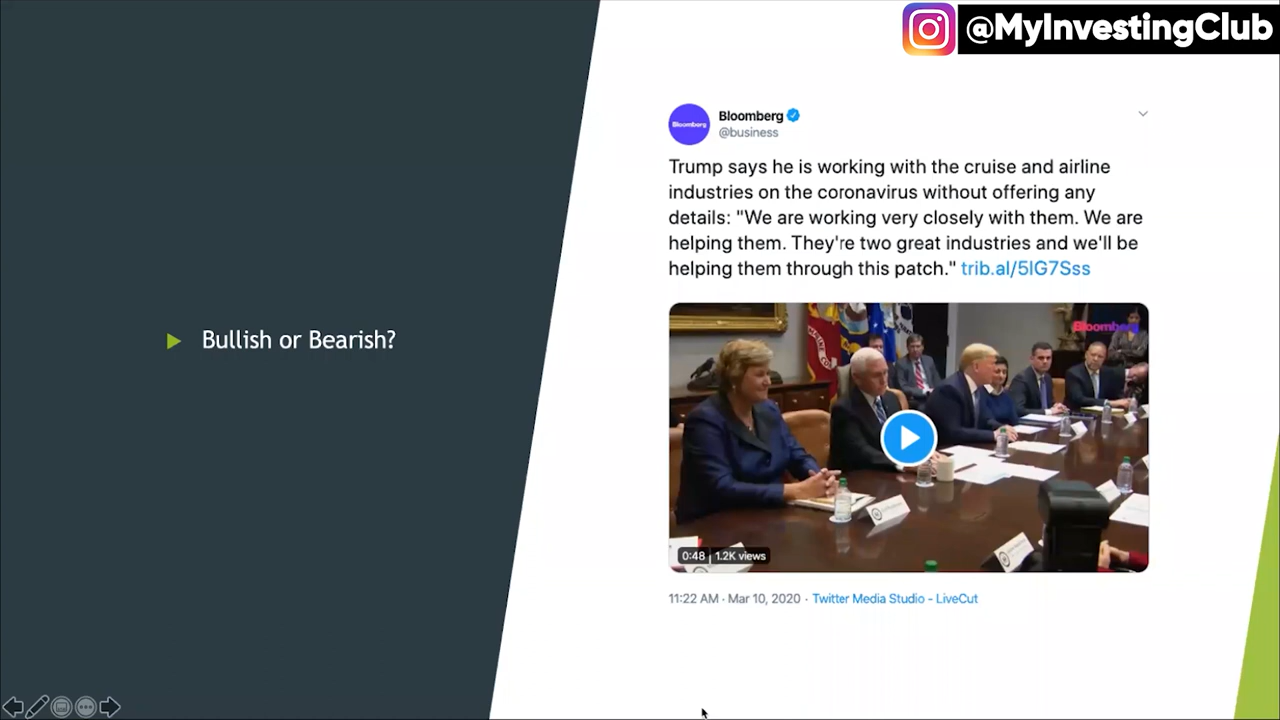 @MyInvestingClub
Bullish or Bearish?
Bloomberg
Bloomberg
@business
Trump says he is working with the cruise and airline
industries on the coronavirus without offering any
details: "We are working very closely with them. We are
helping them. They're two great industries and we'll be
helping them through this patch." trib.al/5IG7Sss
Bloomberg
0:48 | 1.2K views
11:22 AM · Mar 10, 2020 · Twitter Media Studio - LiveCut